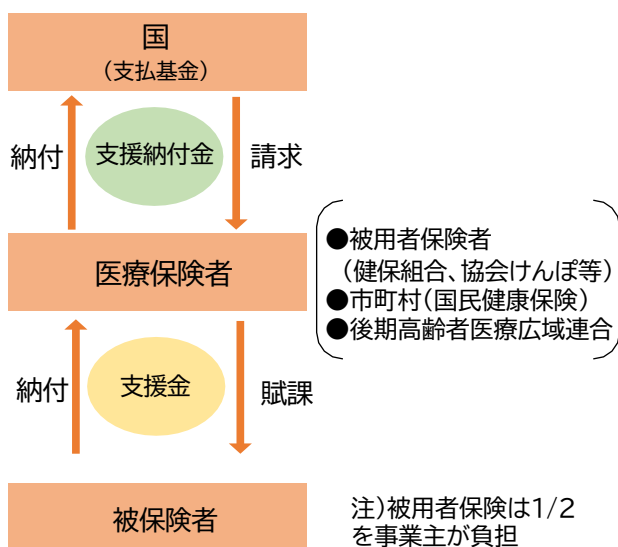 国
（支払基金）
納付
支援納付金
請求
医療保険者
●被用者保険者
（健保組合、協会けんぽ等）
●市町村（国民健康保険）
●後期高齢者医療広域連合
納付
支援金
賦課
被保険者
注）被用者保険は1/2
を事業主が負担